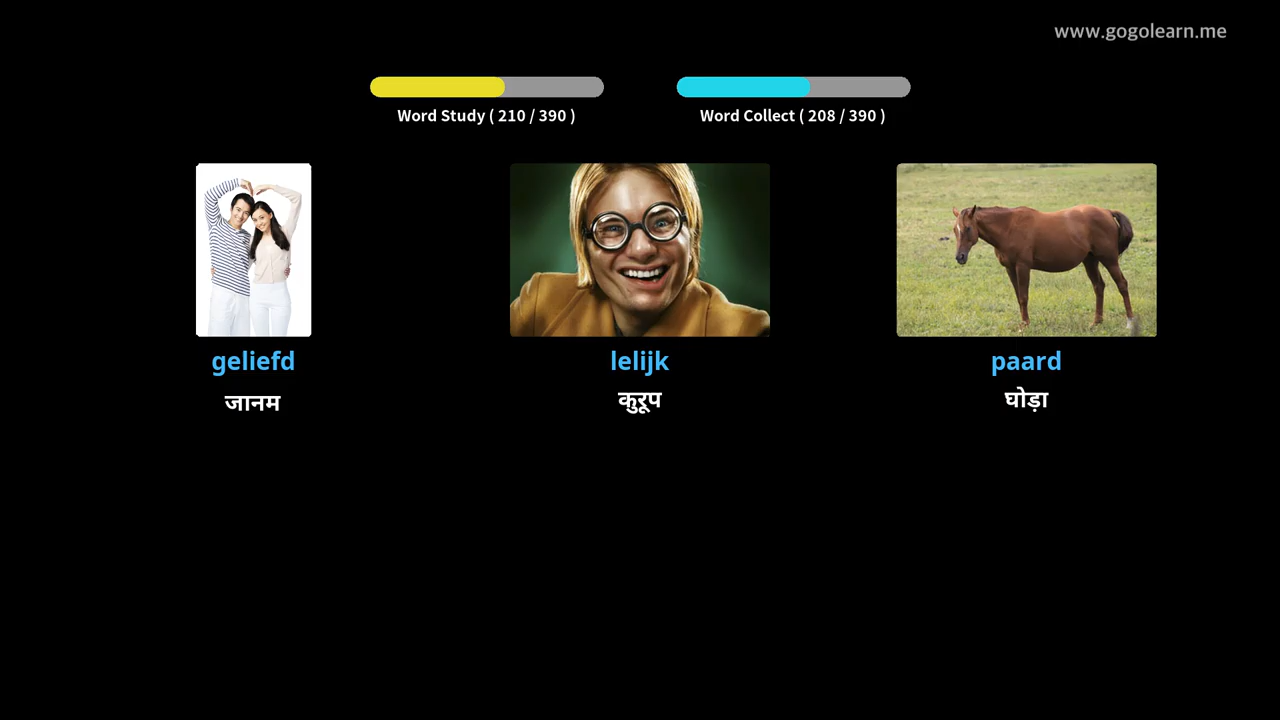 www.gogolearn.me
Word Study ( 210 / 390 )
Word Collect ( 208 / 390 )
geliefd
lelijk
paard
जानम
कुरूप
घोड़ा